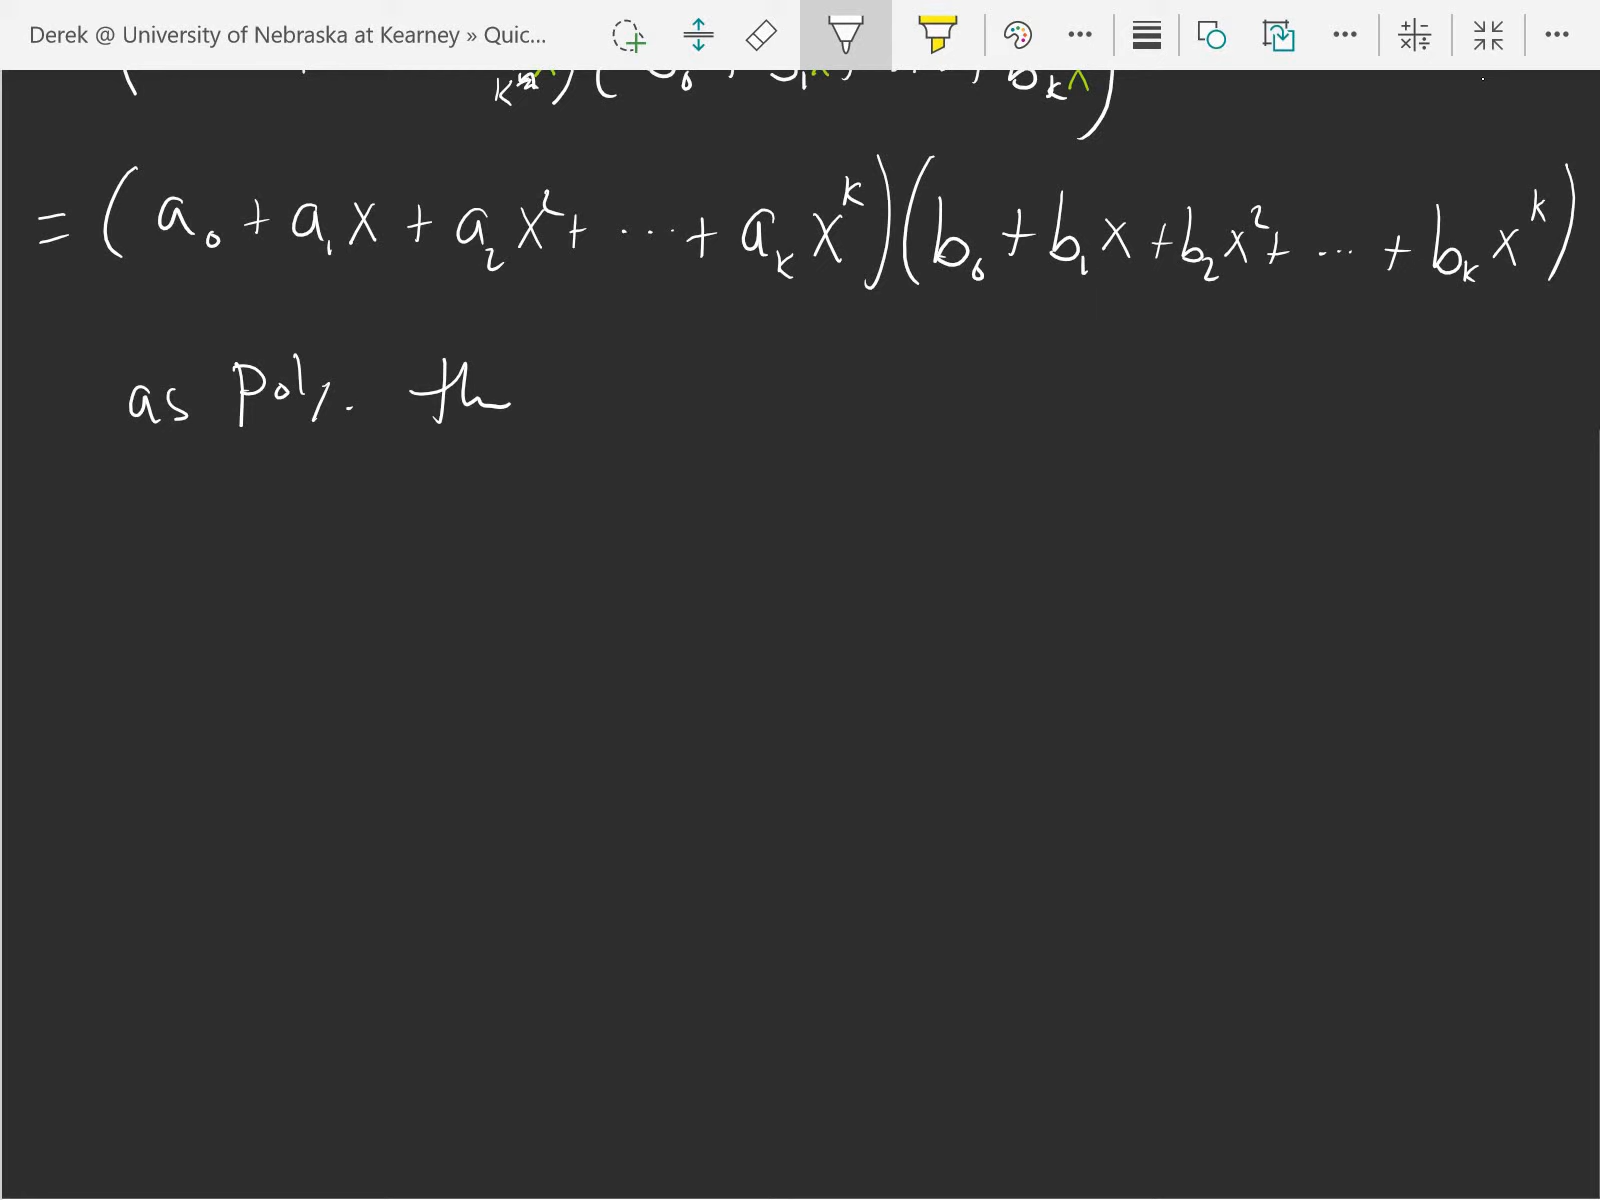 Derek @ University of Nebraska at Kearney » Quic...
= (a₀ + a₁x + a₂x² + ... + aₖxᵏ)(b₀ + b₁x + b₂x² + ... + bₖxᵏ)
as poly. th